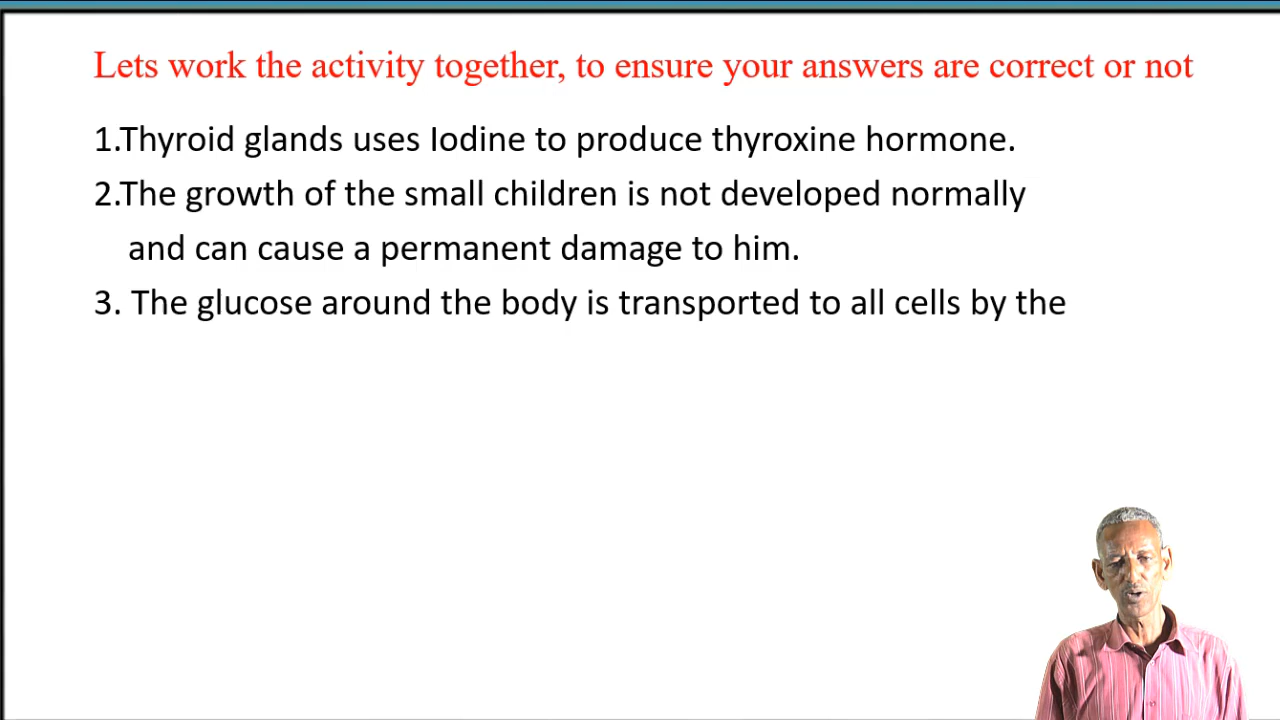 Lets work the activity together, to ensure your answers are correct or not
1.Thyroid glands uses Iodine to produce thyroxine hormone.
2.The growth of the small children is not developed normally
and can cause a permanent damage to him.
3. The glucose around the body is transported to all cells by the